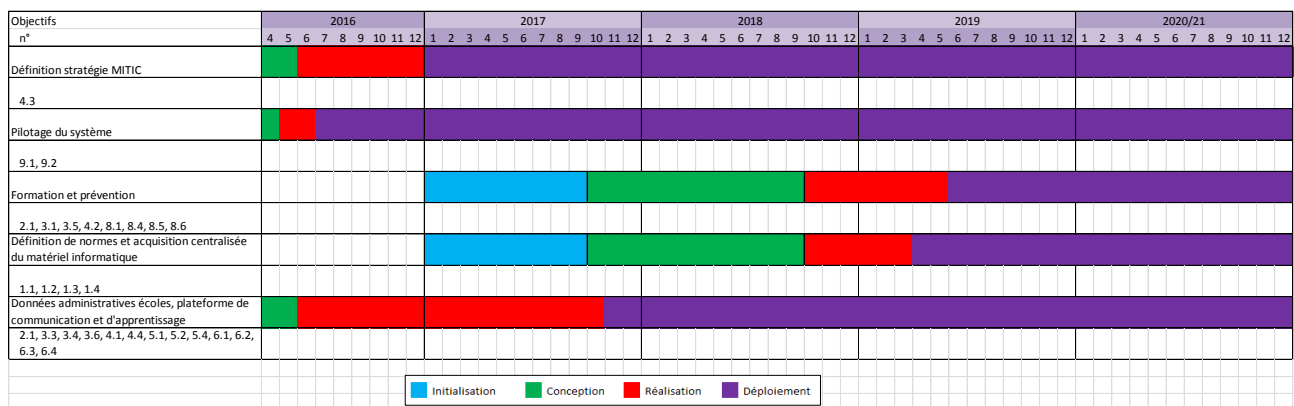 Objectifs 2016 2017 2018 2019 2020/21
n° 4 5 6 7 8 9 10 11 12 1 2 3 4 5 6 7 8 9 10 11 12 1 2 3 4 5 6 7 8 9 10 11 12 1 2 3 4 5 6 7 8 9 10 11 12 1 2 3 4 5 6 7 8 9 10 11 12
Définition stratégie MITIC
4.3
Pilotage du système
9.1, 9.2
Formation et prévention
2.1, 3.1, 3.5, 4.2, 8.1, 8.4, 8.5, 8.6
Définition de normes et acquisition centralisée
du matériel informatique
1.1, 1.2, 1.3, 1.4
Données administratives écoles, plateforme de
communication et d'apprentissage
2.1, 3.3, 3.4, 3.6, 4.1, 4.4, 5.1, 5.2, 5.4, 6.1, 6.2,
6.3, 6.4
Initialisation Conception Réalisation Déploiement